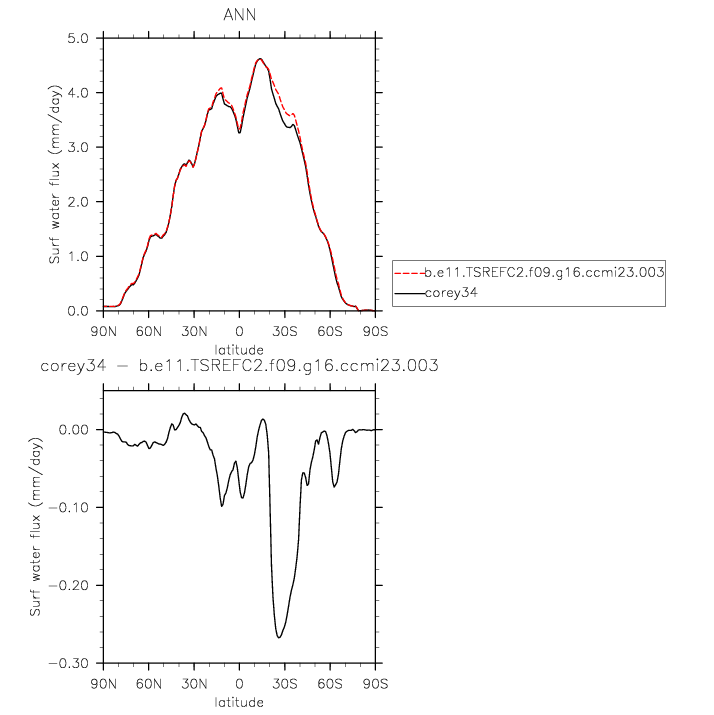 ANN
Surf water flux (mm/day)
5.0
4.0
3.0
2.0
1.0
0.0
90N 60N 30N 0 30S 60S 90S
latitude
b.e11.TSREFC2.f09.g16.ccmi23.003
corey34
corey34 − b.e11.TSREFC2.f09.g16.ccmi23.003
Surf water flux (mm/day)
0.00
−0.10
−0.20
−0.30
90N 60N 30N 0 30S 60S 90S
latitude